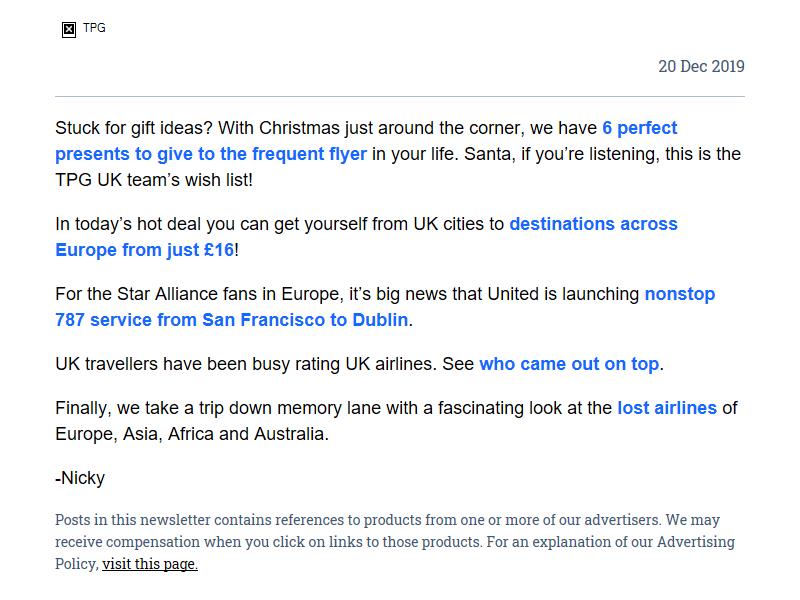 TPG
20 Dec 2019
Stuck for gift ideas? With Christmas just around the corner, we have 6 perfect
presents to give to the frequent flyer in your life. Santa, if you’re listening, this is the
TPG UK team’s wish list!
In today’s hot deal you can get yourself from UK cities to destinations across
Europe from just £16!
For the Star Alliance fans in Europe, it’s big news that United is launching nonstop
787 service from San Francisco to Dublin.
UK travellers have been busy rating UK airlines. See who came out on top.
Finally, we take a trip down memory lane with a fascinating look at the lost airlines of
Europe, Asia, Africa and Australia.
-Nicky
Posts in this newsletter contains references to products from one or more of our advertisers. We may
receive compensation when you click on links to those products. For an explanation of our Advertising
Policy, visit this page.